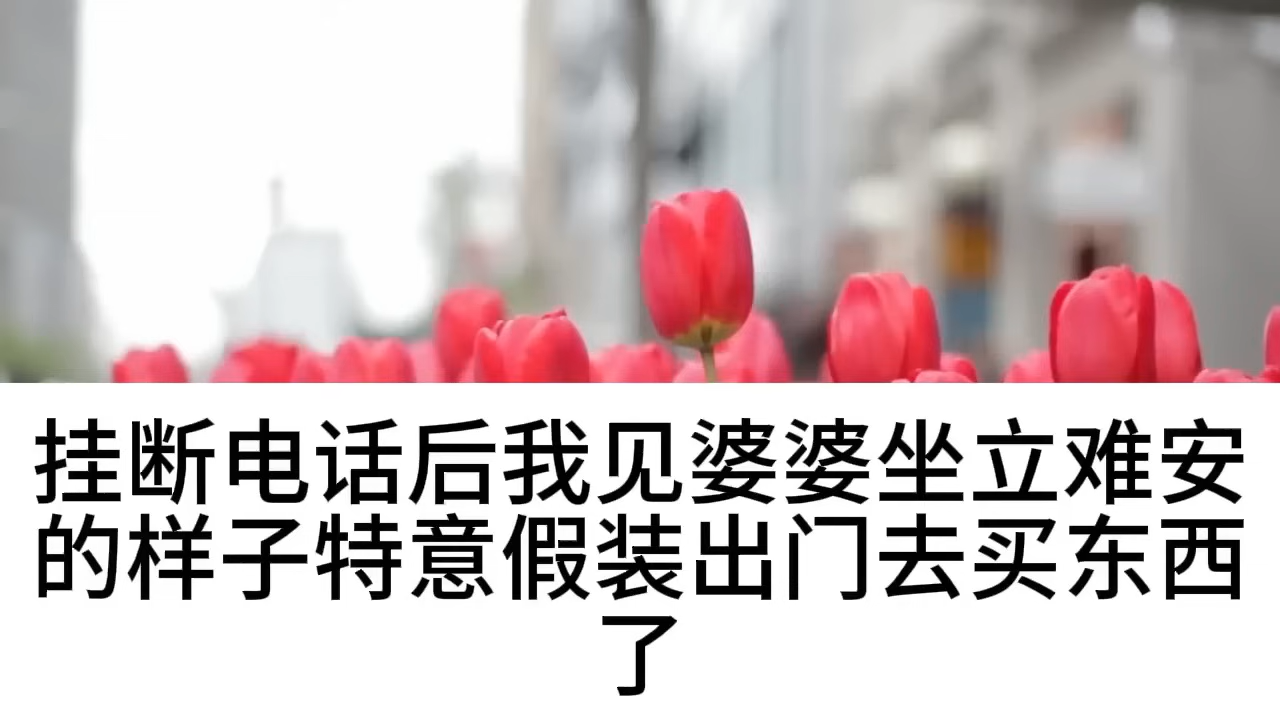 挂断电话后我见婆婆坐立难安
的样子特意假装出门去买东西
了